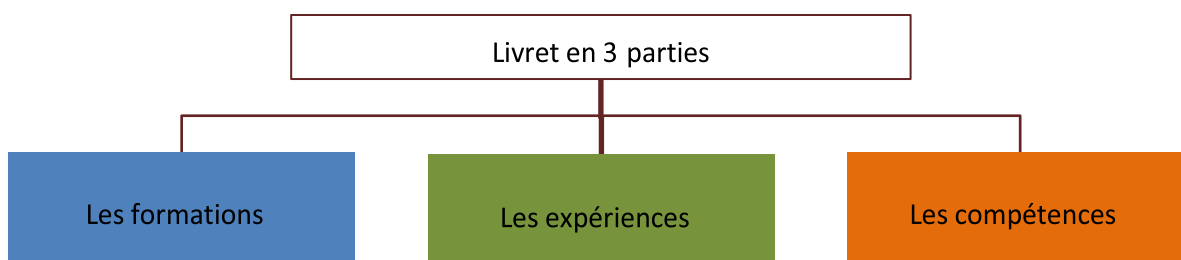 Livret en 3 parties
Les formations
Les expériences
Les compétences